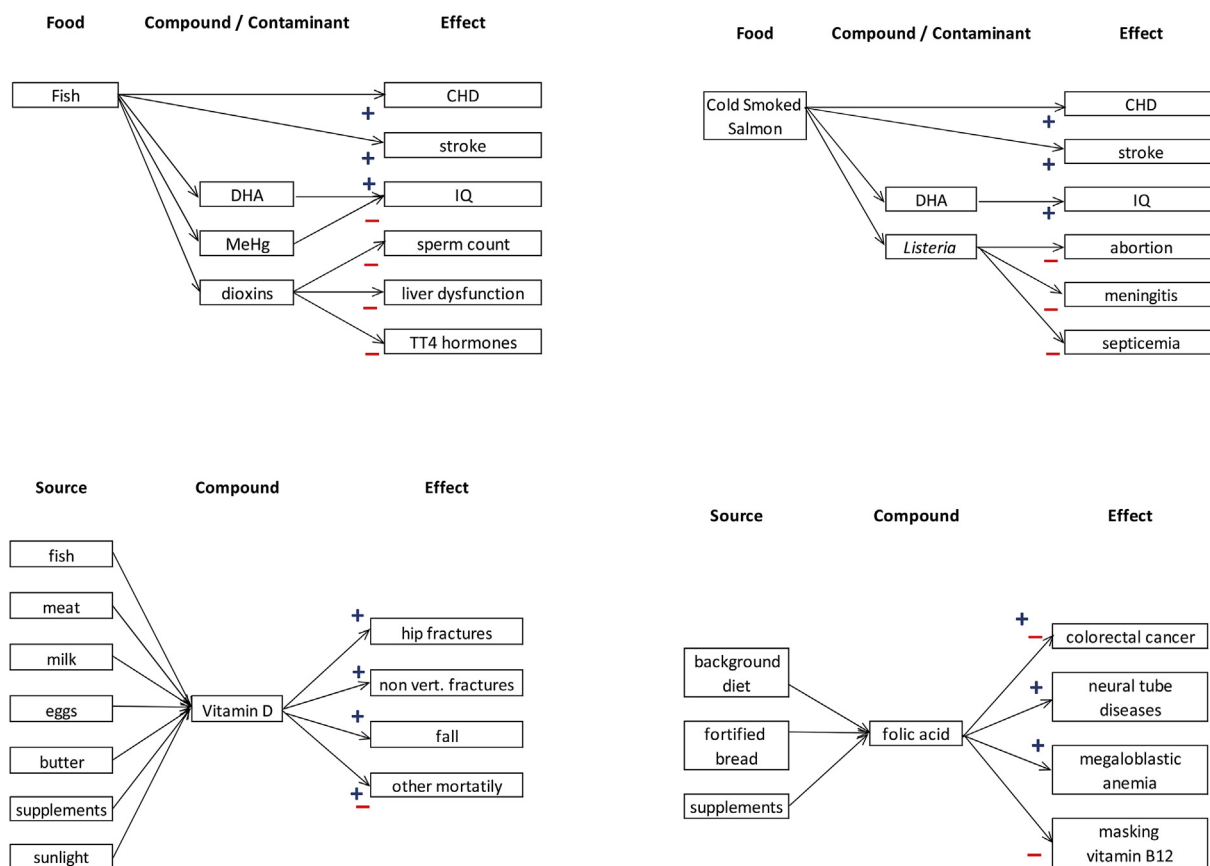 Food Compound / Contaminant Effect
Fish
CHD
+
stroke
+
+
DHA
IQ
−
MeHg
sperm count
−
dioxins
liver dysfunction
−
TT4 hormones
−
Food Compound / Contaminant Effect
Cold Smoked
Salmon
CHD
+
stroke
+
DHA
IQ
+
Listeria
abortion
−
meningitis
−
septicemia
−
Source Compound Effect
fish
meat
milk
eggs
butter
supplements
sunlight
Vitamin D
+
hip fractures
+
non vert. fractures
+
fall
other mortatily
+
−
Source Compound Effect
background
diet
fortified
bread
supplements
folic acid
+
−
colorectal cancer
+
neural tube
diseases
+
megaloblastic
anemia
masking
vitamin B12
−